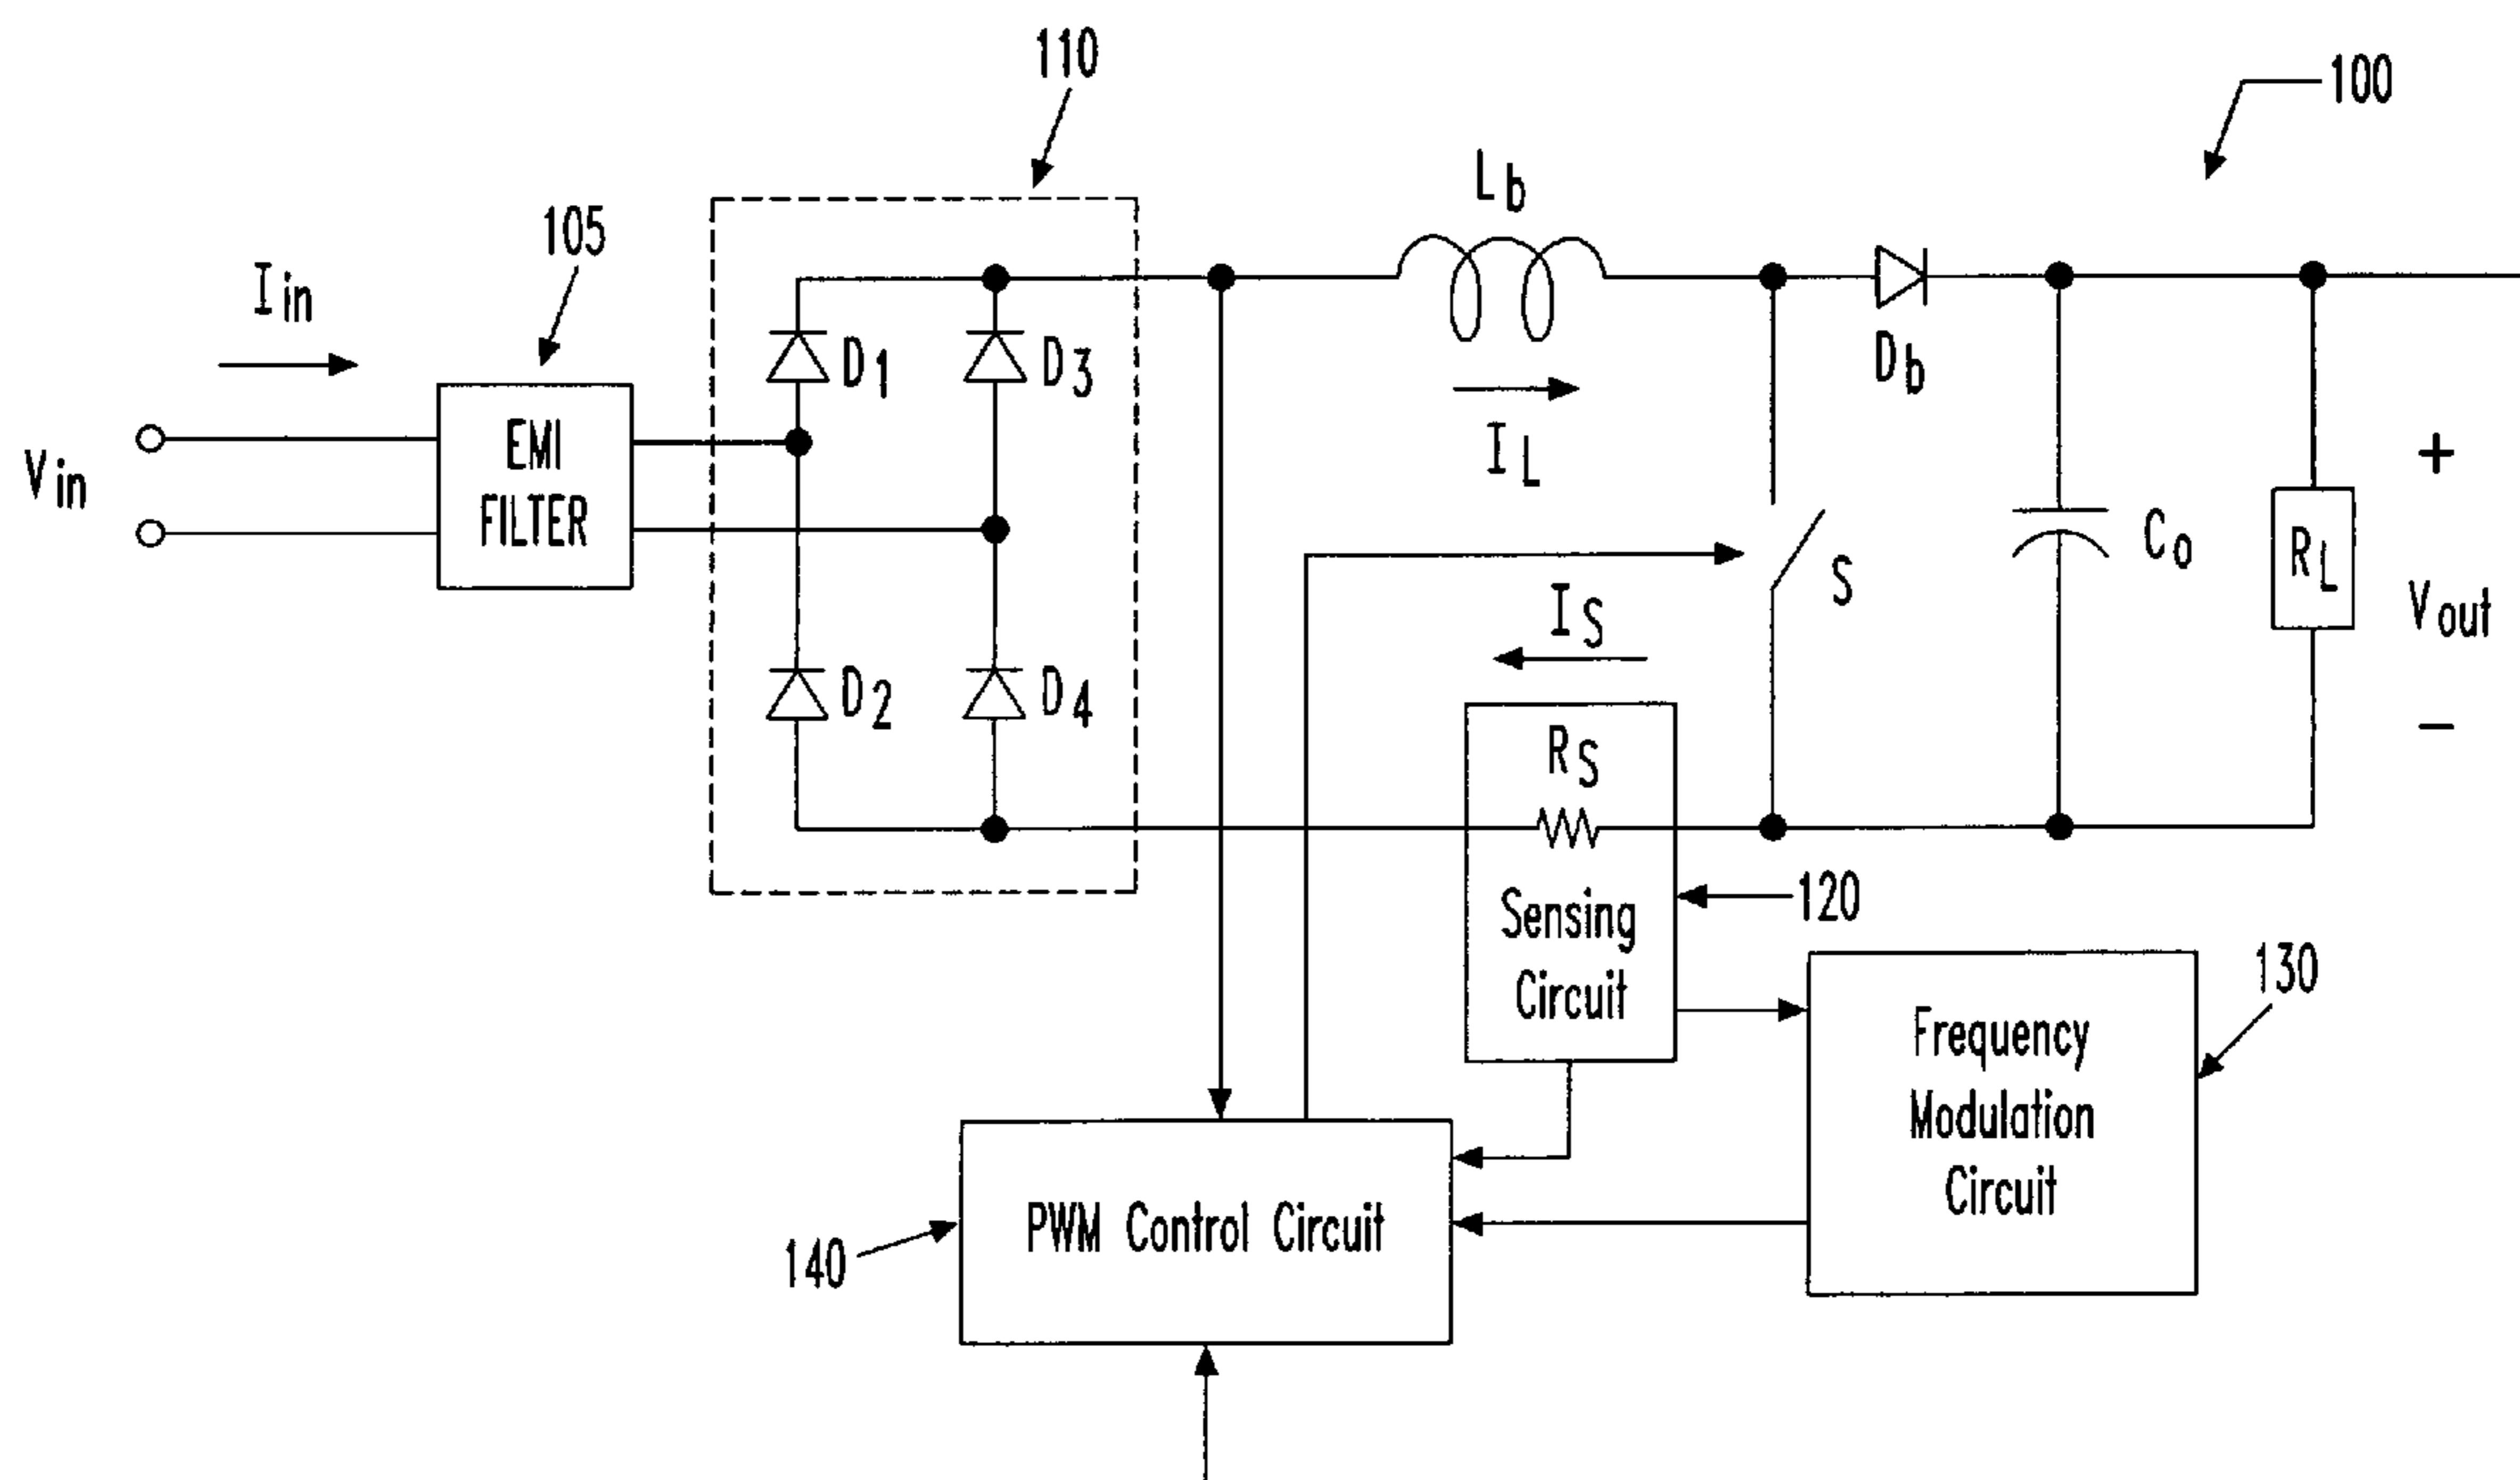 110
100
105
Lb
Iin
D1
D3
Db
IL
EMI
FILTER
Vin
+
Co
RL
S
IS
Vout
D2
D4
RS
−
120
Sensing
Circuit
130
Frequency
Modulation
Circuit
PWM Control Circuit
140